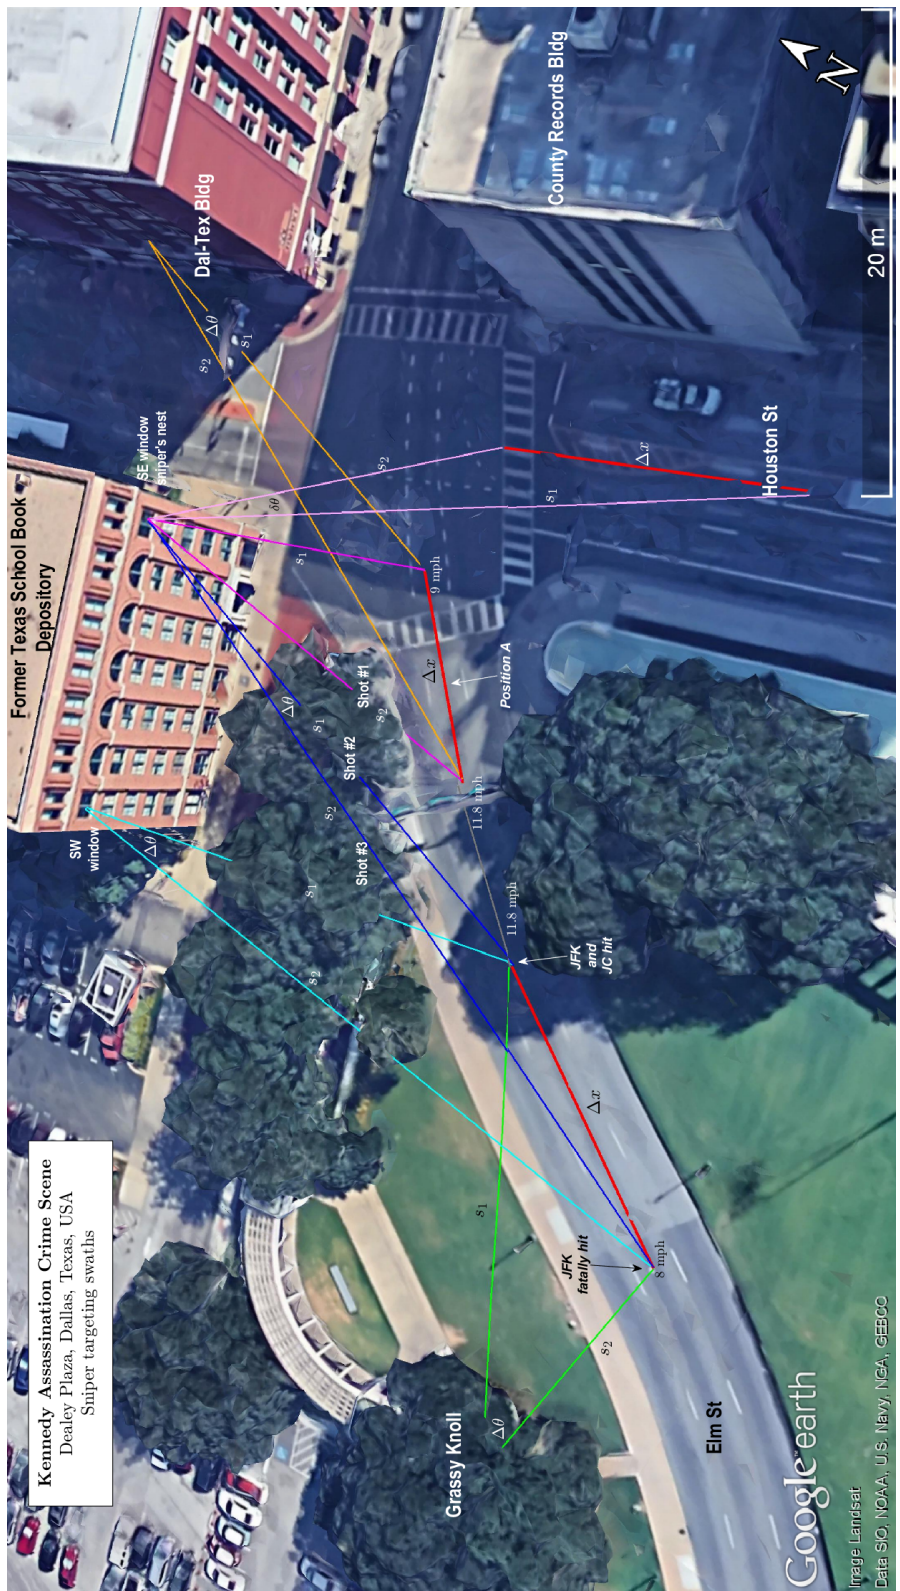 Kennedy Assassination Crime Scene
Dealey Plaza, Dallas, Texas, USA
Sniper targeting swaths
Former Texas School Book
Depository
SW
window
SE window
sniper's nest
Dal-Tex Bldg
County Records Bldg
N
20 m
Houston St
Δθ
s₁
s₂
Δθ
s₁
s₂
δθ
s₁
s₂
Δx
s₁
s₂
Δθ
s₁
s₂
Shot #1
Shot #2
Shot #3
9 mph
Δx
Position A
11.8 mph
11.8 mph
JFK
and
JC hit
Δx
JFK
fatally hit
8 mph
s₁
s₂
Δθ
Grassy Knoll
Elm St
Google earth
Image Landsat
Data SIO, NOAA, U.S. Navy, NGA, GEBCO